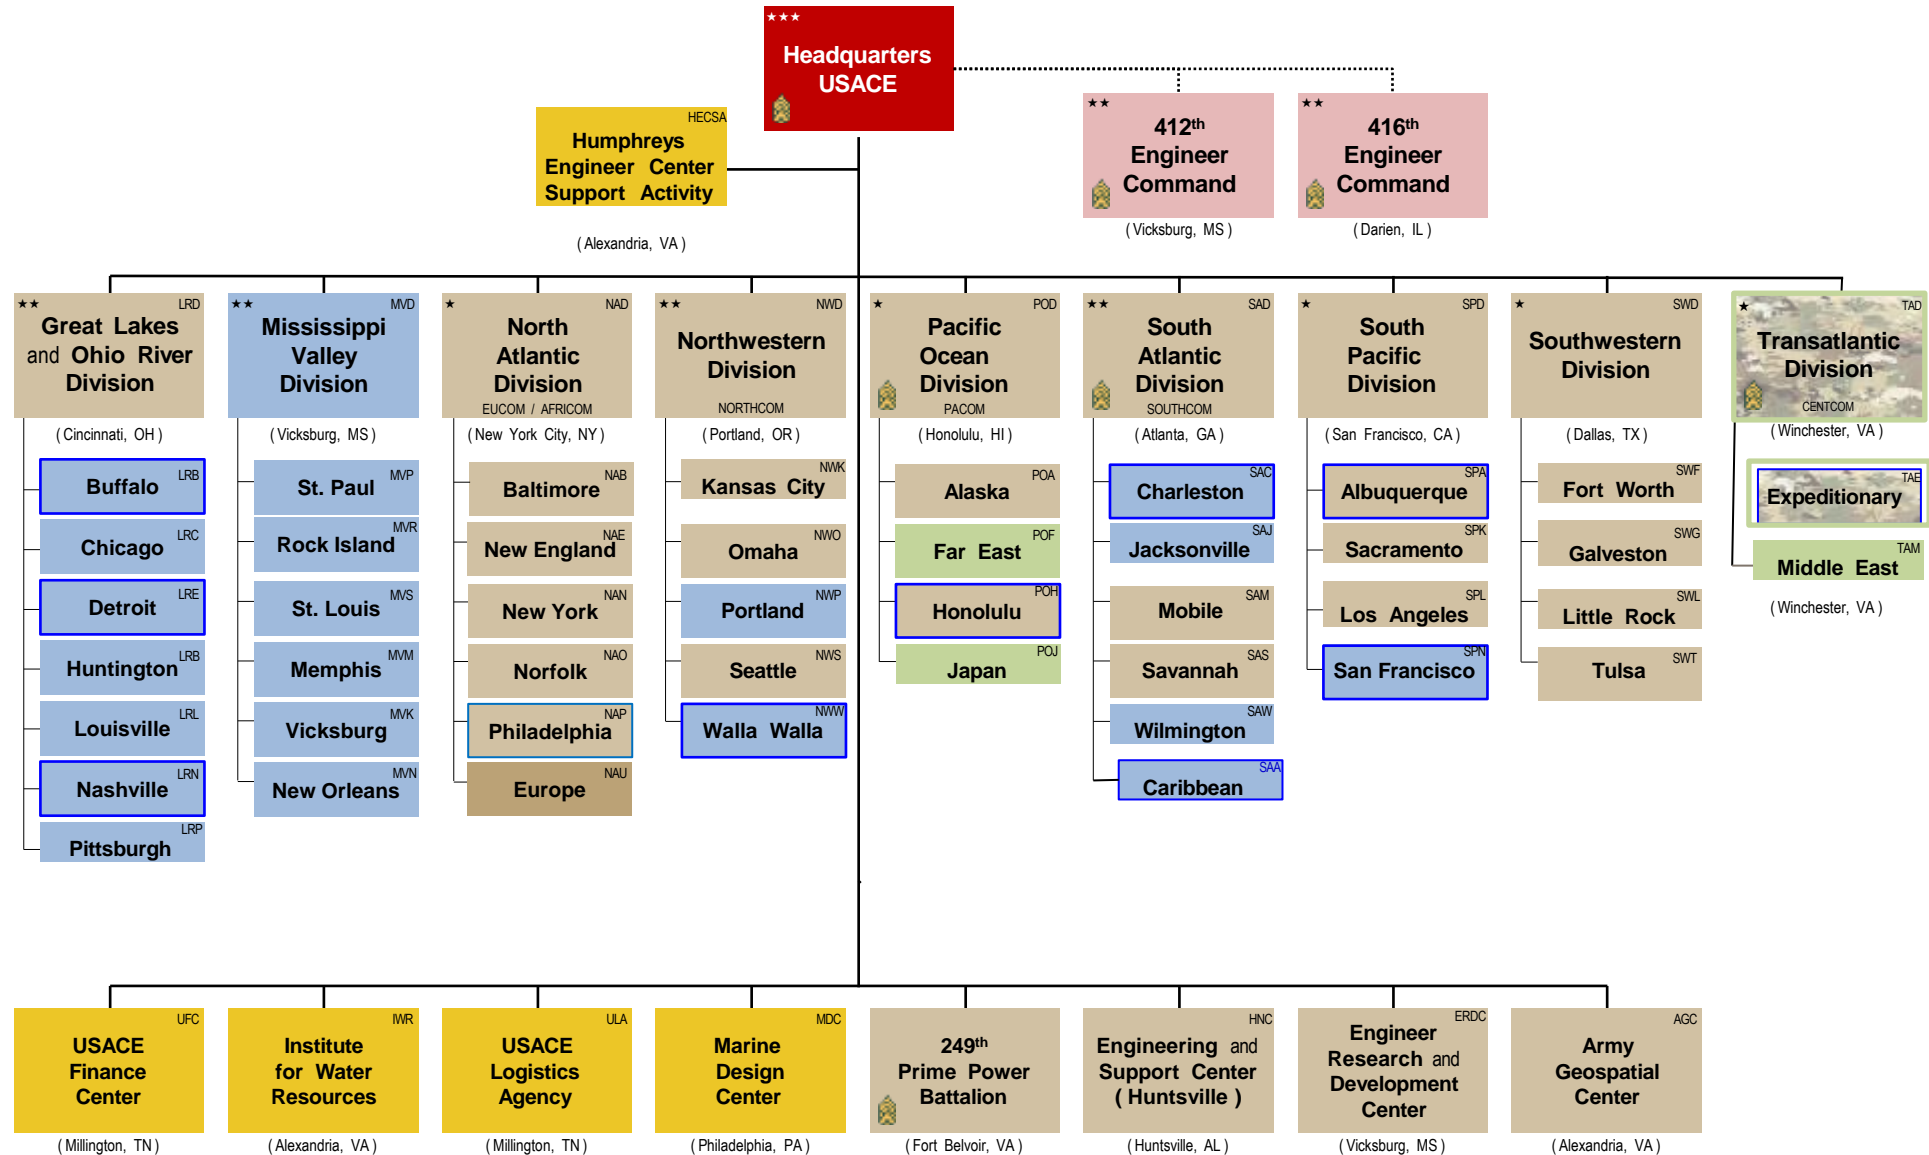 ★★★
Headquarters
USACE
HECSA
Humphreys
Engineer Center
Support Activity
(Alexandria, VA)
★★
412th
Engineer
Command
(Vicksburg, MS)
★★
416th
Engineer
Command
(Darien, IL)
★★ LRD
Great Lakes
and Ohio River
Division
(Cincinnati, OH)
LRB
Buffalo
LRC
Chicago
LRE
Detroit
LRB
Huntington
LRL
Louisville
LRN
Nashville
LRP
Pittsburgh
★★ MVD
Mississippi
Valley
Division
(Vicksburg, MS)
MVP
St. Paul
MVR
Rock Island
MVS
St. Louis
MVM
Memphis
MVK
Vicksburg
MVN
New Orleans
★ NAD
North
Atlantic
Division
EUCOM / AFRICOM
(New York City, NY)
NAB
Baltimore
NAE
New England
NAN
New York
NAO
Norfolk
NAP
Philadelphia
NAU
Europe
★★ NWD
Northwestern
Division
NORTHCOM
(Portland, OR)
NWK
Kansas City
NWO
Omaha
NWP
Portland
NWS
Seattle
NWW
Walla Walla
★ POD
Pacific
Ocean
Division
PACOM
(Honolulu, HI)
POA
Alaska
POF
Far East
POH
Honolulu
POJ
Japan
★★ SAD
South
Atlantic
Division
SOUTHCOM
(Atlanta, GA)
SAC
Charleston
SAJ
Jacksonville
SAM
Mobile
SAS
Savannah
SAW
Wilmington
SAA
Caribbean
★ SPD
South
Pacific
Division
(San Francisco, CA)
SPA
Albuquerque
SPK
Sacramento
SPL
Los Angeles
SPN
San Francisco
★ SWD
Southwestern
Division
(Dallas, TX)
SWF
Fort Worth
SWG
Galveston
SWL
Little Rock
SWT
Tulsa
★ TAD
Transatlantic
Division
CENTCOM
(Winchester, VA)
TAE
Expeditionary
TAM
Middle East
(Winchester, VA)
UFC
USACE
Finance
Center
(Millington, TN)
IWR
Institute
for Water
Resources
(Alexandria, VA)
ULA
USACE
Logistics
Agency
(Millington, TN)
MDC
Marine
Design
Center
(Philadelphia, PA)
249th
Prime Power
Battalion
(Fort Belvoir, VA)
HNC
Engineering and
Support Center
(Huntsville)
(Huntsville, AL)
ERDC
Engineer
Research and
Development
Center
(Vicksburg, MS)
AGC
Army
Geospatial
Center
(Alexandria, VA)